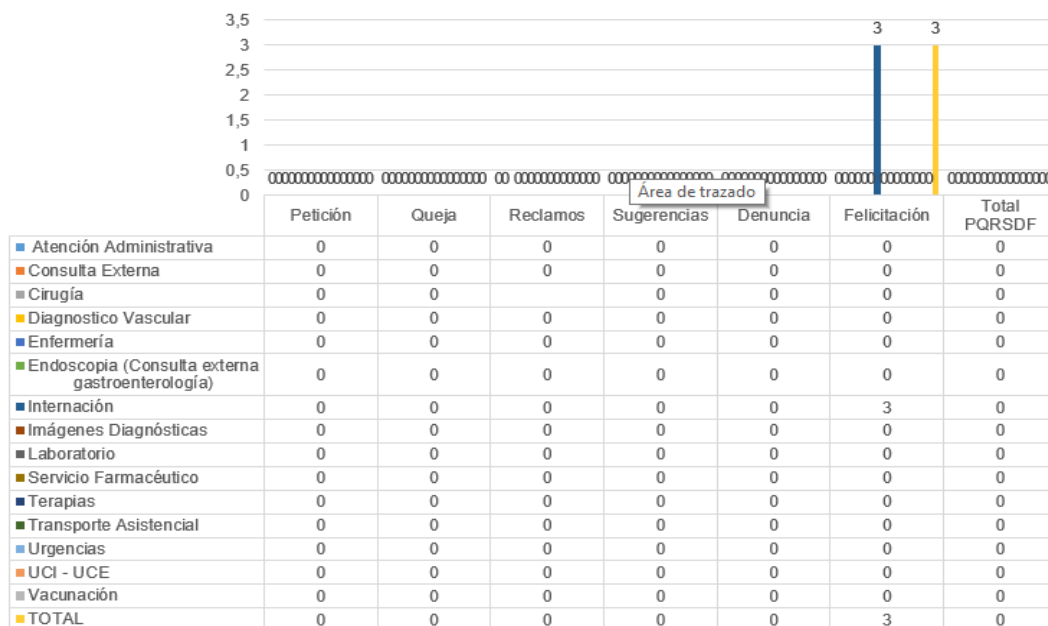 3,5
3
2,5
2
1,5
1
0,5
0
3 3
0000000000000000 0000000000000000 00 0000000000000 0000000000000000 0000000000000000 00000000000000 0000000000000000
Área de trazado
Petición Queja Reclamos Sugerencias Denuncia Felicitación Total PQRSDF
Atención Administrativa 0 0 0 0 0 0 0
Consulta Externa 0 0 0 0 0 0 0
Cirugía 0 0 0 0 0 0
Diagnostico Vascular 0 0 0 0 0 0 0
Enfermería 0 0 0 0 0 0 0
Endoscopia (Consulta externa
gastroenterología) 0 0 0 0 0 0 0
Internación 0 0 0 0 0 3 0
Imágenes Diagnósticas 0 0 0 0 0 0 0
Laboratorio 0 0 0 0 0 0 0
Servicio Farmacéutico 0 0 0 0 0 0 0
Terapias 0 0 0 0 0 0 0
Transporte Asistencial 0 0 0 0 0 0 0
Urgencias 0 0 0 0 0 0 0
UCI - UCE 0 0 0 0 0 0 0
Vacunación 0 0 0 0 0 0 0
TOTAL 0 0 0 0 0 3 0